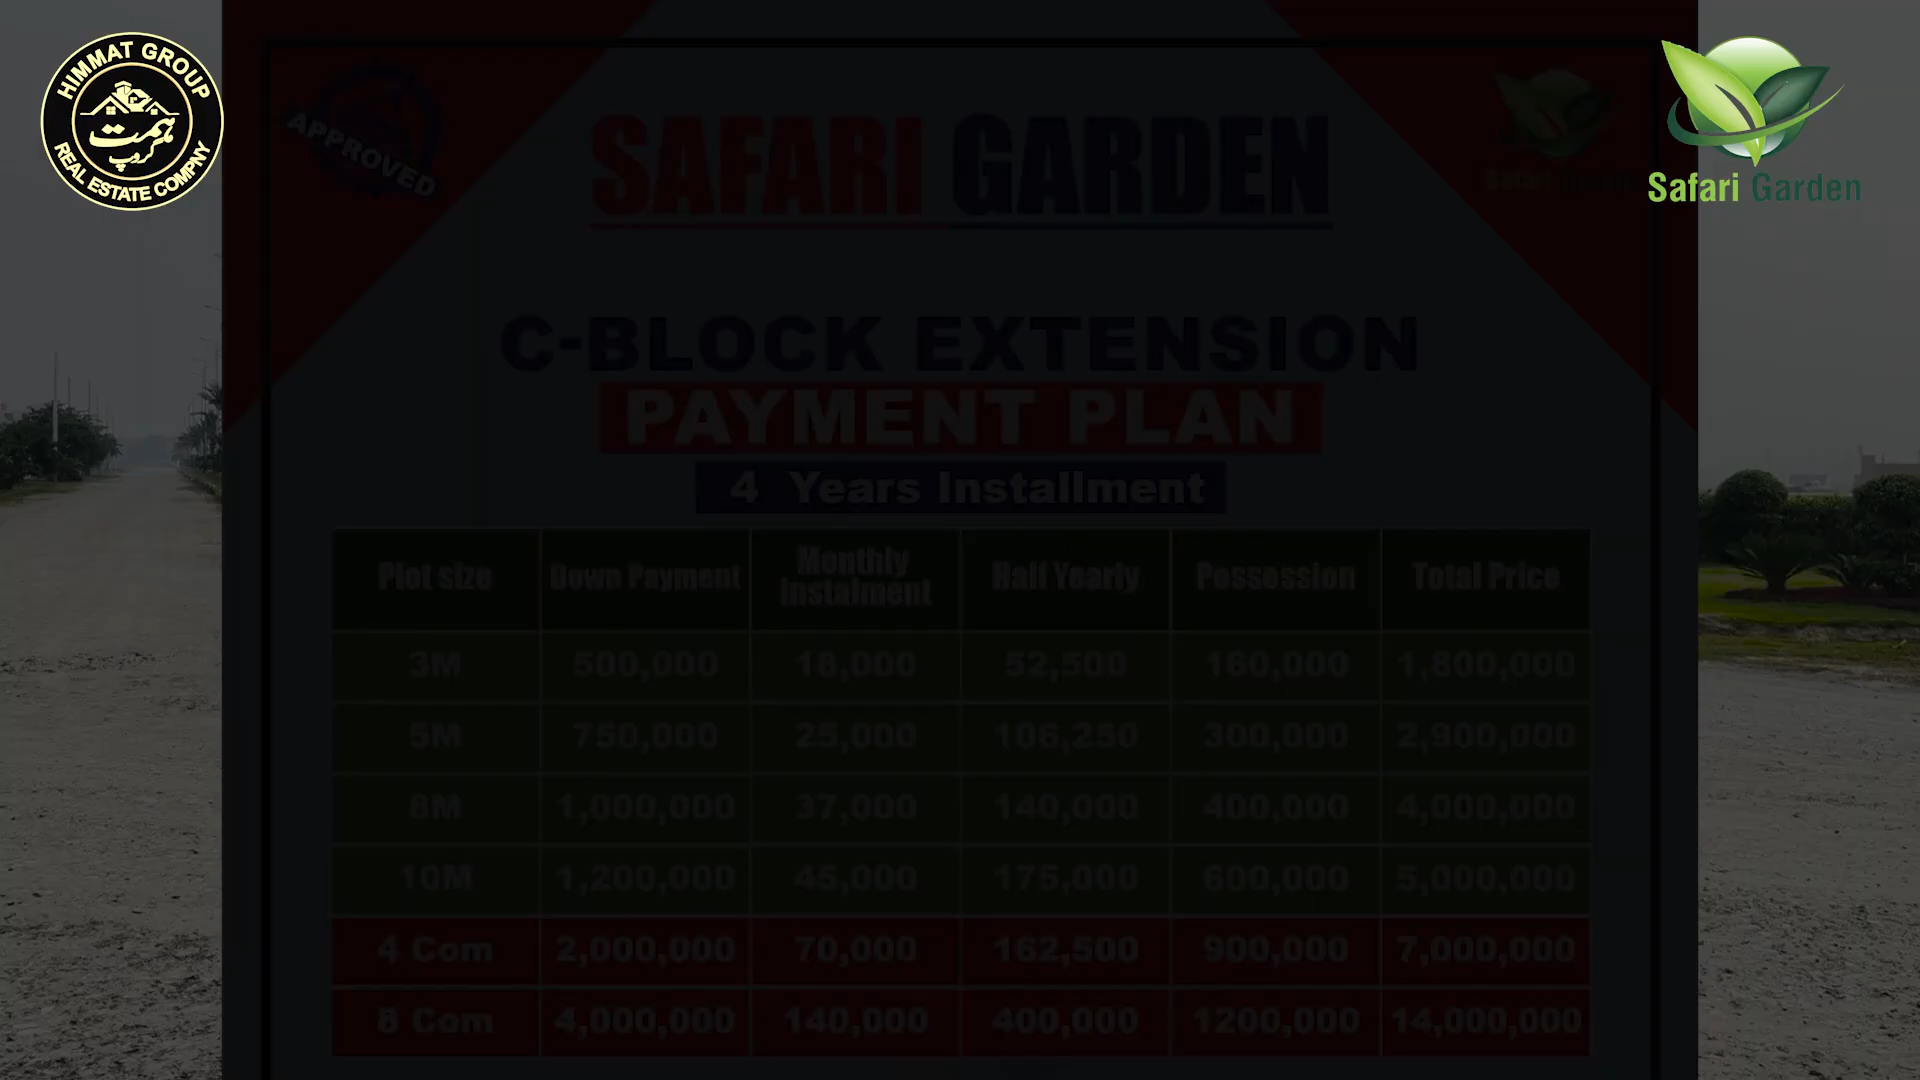 HIMMAT GROUP
ہمت گروپ
REAL ESTATE COMPNY
APPROVED
SAFARI GARDEN
Safari Garden
C-BLOCK EXTENSION
PAYMENT PLAN
4 Years Installment
Plot size Down Payment Monthly Instalment Half Yearly Possession Total Price
3M 500,000 18,000 52,500 160,000 1,800,000
5M 750,000 25,000 106,250 300,000 2,900,000
8M 1,000,000 37,000 140,000 400,000 4,000,000
10M 1,200,000 45,000 175,000 600,000 5,000,000
4 Com 2,000,000 70,000 162,500 900,000 7,000,000
8 Com 4,000,000 140,000 400,000 1200,000 14,000,000